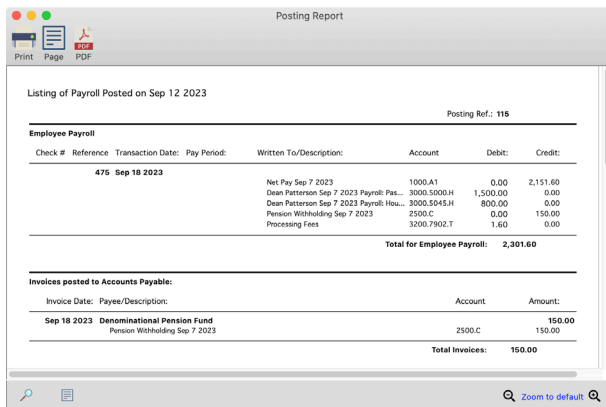 Posting Report
Print Page PDF
Listing of Payroll Posted on Sep 12 2023
Posting Ref.: 115
Employee Payroll
Check # Reference Transaction Date: Pay Period: Written To/Description: Account Debit: Credit:
475 Sep 18 2023
Net Pay Sep 7 2023 1000.A1 0.00 2,151.60
Dean Patterson Sep 7 2023 Payroll: Pas... 3000.5000.H 1,500.00 0.00
Dean Patterson Sep 7 2023 Payroll: Hou... 3000.5045.H 800.00 0.00
Pension Withholding Sep 7 2023 2500.C 0.00 150.00
Processing Fees 3200.7902.T 1.60 0.00
Total for Employee Payroll: 2,301.60
Invoices posted to Accounts Payable:
Invoice Date: Payee/Description: Account Amount:
Sep 18 2023 Denominational Pension Fund 150.00
Pension Withholding Sep 7 2023 2500.C 150.00
Total Invoices: 150.00
Zoom to default